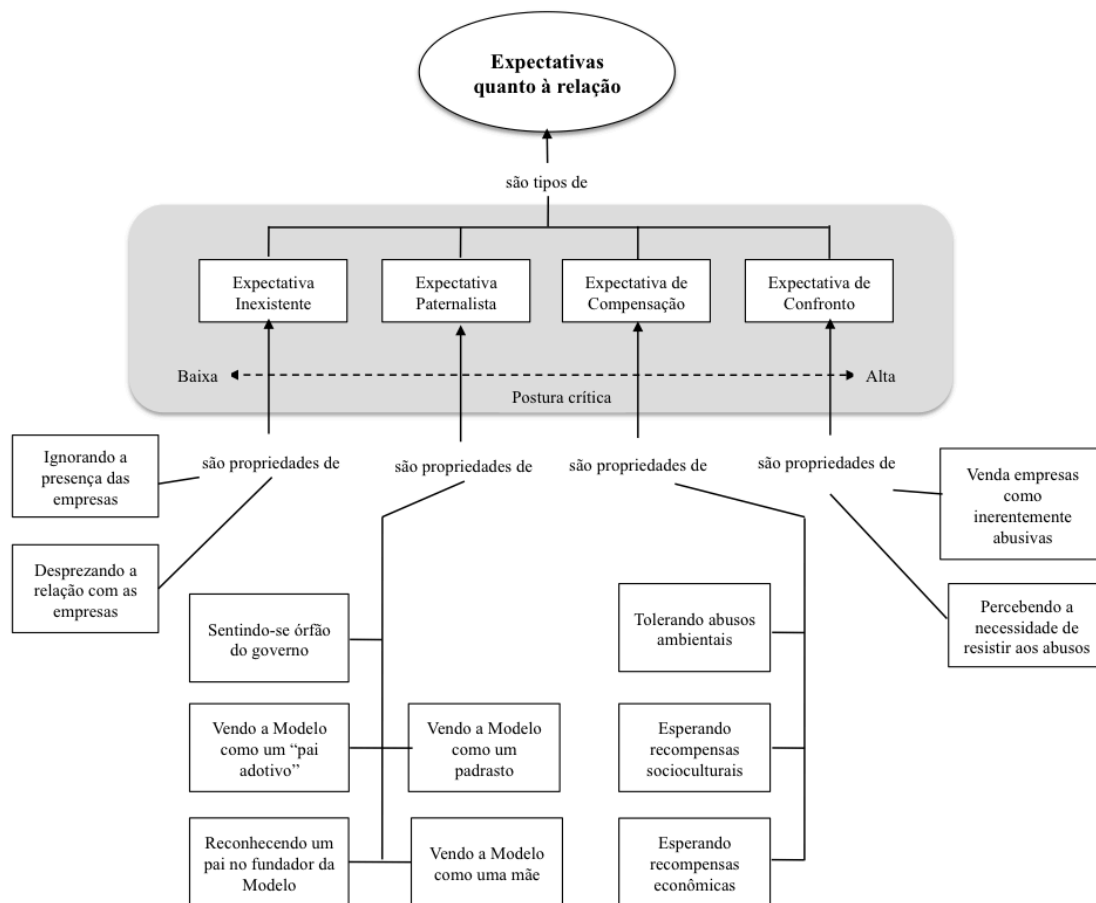 Expectativas
quanto à relação
são tipos de
Expectativa
Inexistente
Expectativa
Paternalista
Expectativa de
Compensação
Expectativa de
Confronto
Baixa
Alta
Postura crítica
Ignorando a
presença das
empresas
são propriedades de
são propriedades de
são propriedades de
são propriedades de
Venda empresas
como
inerentemente
abusivas
Desprezando a
relação com as
empresas
Sentindo-se órfão
do governo
Tolerando abusos
ambientais
Percebendo a
necessidade de
resistir aos abusos
Vendo a Modelo
como um “pai
adotivo”
Vendo a Modelo
como um
padrasto
Esperando
recompensas
socioculturais
Reconhecendo um
pai no fundador da
Modelo
Vendo a Modelo
como uma mãe
Esperando
recompensas
econômicas